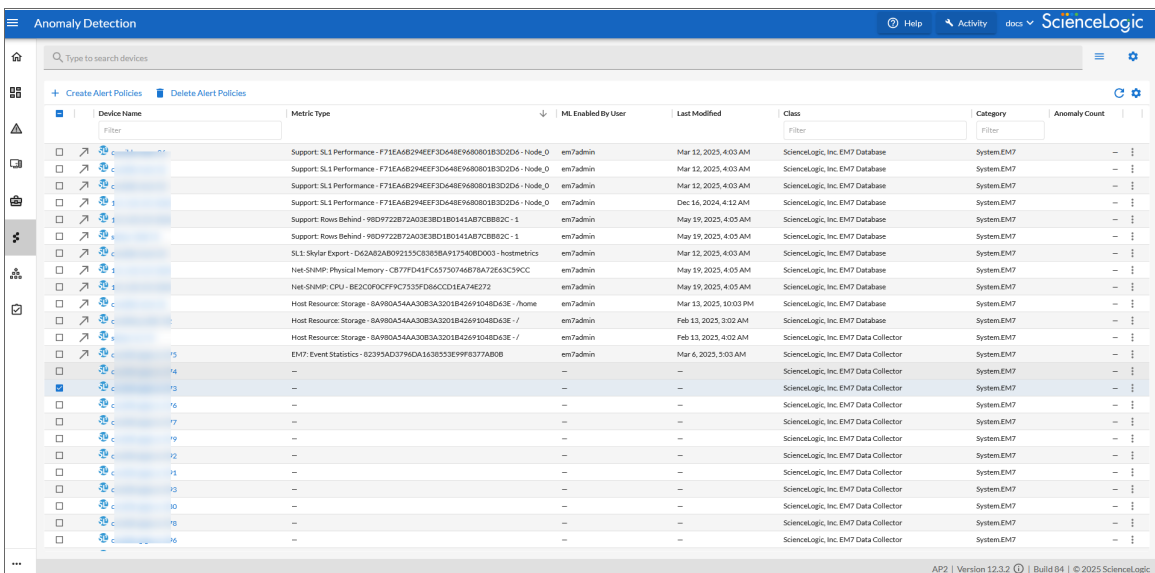 Anomaly Detection
Help Activity docs ScienceLogic
Type to search devices
+ Create Alert Policies Delete Alert Policies
Device Name Metric Type ML Enabled By User Last Modified Class Category Anomaly Count
Filter Filter Filter
Support: SL1 Performance - F71EA6B294EEF3D648E9680801B3D2D6 - Node_0 em7admin Mar 12, 2025, 4:03 AM ScienceLogic, Inc. EM7 Database System.EM7 --
Support: SL1 Performance - F71EA6B294EEF3D648E9680801B3D2D6 - Node_0 em7admin Mar 12, 2025, 4:03 AM ScienceLogic, Inc. EM7 Database System.EM7 --
Support: SL1 Performance - F71EA6B294EEF3D648E9680801B3D2D6 - Node_0 em7admin Mar 12, 2025, 4:03 AM ScienceLogic, Inc. EM7 Database System.EM7 --
Support: SL1 Performance - F71EA6B294EEF3D648E9680801B3D2D6 - Node_0 em7admin Dec 16, 2024, 4:12 AM ScienceLogic, Inc. EM7 Database System.EM7 --
Support: Rows Behind - 98D9722B72A03E3BD1B0141AB7CBB82C - 1 em7admin May 19, 2025, 4:05 AM ScienceLogic, Inc. EM7 Database System.EM7 --
Support: Rows Behind - 98D9722B72A03E3BD1B0141AB7CBB82C - 1 em7admin May 19, 2025, 4:05 AM ScienceLogic, Inc. EM7 Database System.EM7 --
SL1: Skylar Export - D62A82AB092155C8385BA917540BD003 - hostmetrics em7admin Mar 12, 2025, 4:03 AM ScienceLogic, Inc. EM7 Database System.EM7 --
Net-SNMP: Physical Memory - CB77FD41FC65750746B78A72E63C59CC em7admin May 19, 2025, 4:05 AM ScienceLogic, Inc. EM7 Database System.EM7 --
Net-SNMP: CPU - BE2C0F0CFF9C7535FD86CCD1EA74E272 em7admin May 19, 2025, 4:05 AM ScienceLogic, Inc. EM7 Database System.EM7 --
Host Resource: Storage - 8A980A54AA30B3A3201B42691048D63E - /home em7admin Mar 13, 2025, 10:03 PM ScienceLogic, Inc. EM7 Database System.EM7 --
Host Resource: Storage - 8A980A54AA30B3A3201B42691048D63E - / em7admin Feb 13, 2025, 3:02 AM ScienceLogic, Inc. EM7 Database System.EM7 --
Host Resource: Storage - 8A980A54AA30B3A3201B42691048D63E - / em7admin Feb 13, 2025, 4:02 AM ScienceLogic, Inc. EM7 Data Collector System.EM7 --
EM7: Event Statistics - 82395AD3796DA1638553E99F8377AB0B em7admin Mar 6, 2025, 5:03 AM ScienceLogic, Inc. EM7 Data Collector System.EM7 --
-- -- -- ScienceLogic, Inc. EM7 Data Collector System.EM7 --
-- -- -- ScienceLogic, Inc. EM7 Data Collector System.EM7 --
-- -- -- ScienceLogic, Inc. EM7 Data Collector System.EM7 --
-- -- -- ScienceLogic, Inc. EM7 Data Collector System.EM7 --
-- -- -- ScienceLogic, Inc. EM7 Data Collector System.EM7 --
-- -- -- ScienceLogic, Inc. EM7 Data Collector System.EM7 --
-- -- -- ScienceLogic, Inc. EM7 Data Collector System.EM7 --
-- -- -- ScienceLogic, Inc. EM7 Data Collector System.EM7 --
-- -- -- ScienceLogic, Inc. EM7 Data Collector System.EM7 --
-- -- -- ScienceLogic, Inc. EM7 Data Collector System.EM7 --
-- -- -- ScienceLogic, Inc. EM7 Data Collector System.EM7 --
AP2 | Version 12.3.2 | Build 84 | © 2025 ScienceLogic